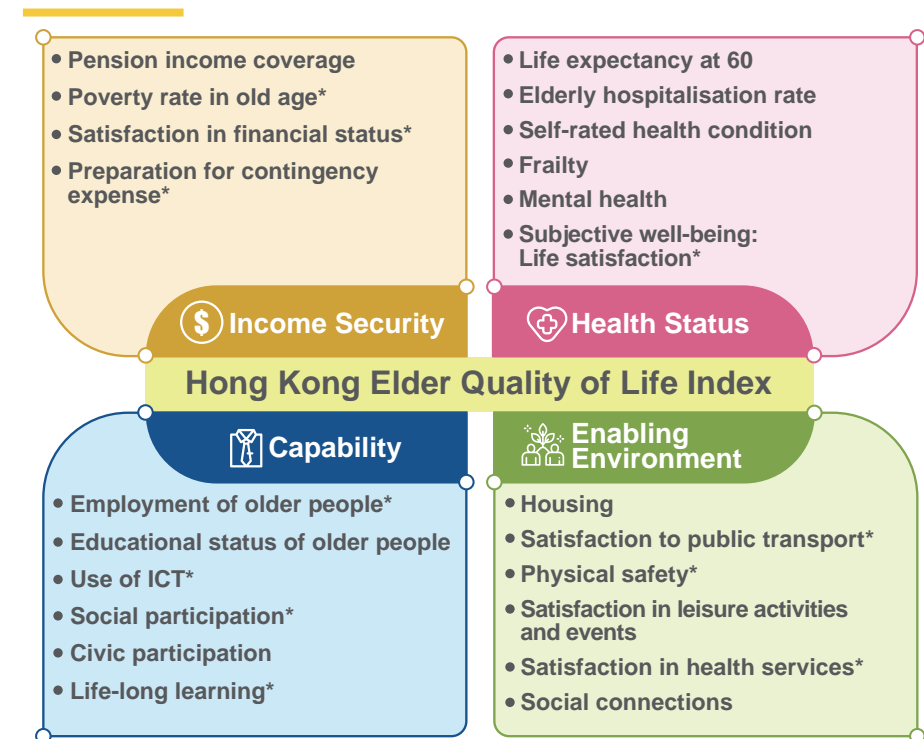 • Pension income coverage
• Poverty rate in old age*
• Satisfaction in financial status*
• Preparation for contingency
expense*
$ Income Security
• Life expectancy at 60
• Elderly hospitalisation rate
• Self-rated health condition
• Frailty
• Mental health
• Subjective well-being:
Life satisfaction*
Health Status
Hong Kong Elder Quality of Life Index
Capability
• Employment of older people*
• Educational status of older people
• Use of ICT*
• Social participation*
• Civic participation
• Life-long learning*
Enabling
Environment
• Housing
• Satisfaction to public transport*
• Physical safety*
• Satisfaction in leisure activities
and events
• Satisfaction in health services*
• Social connections